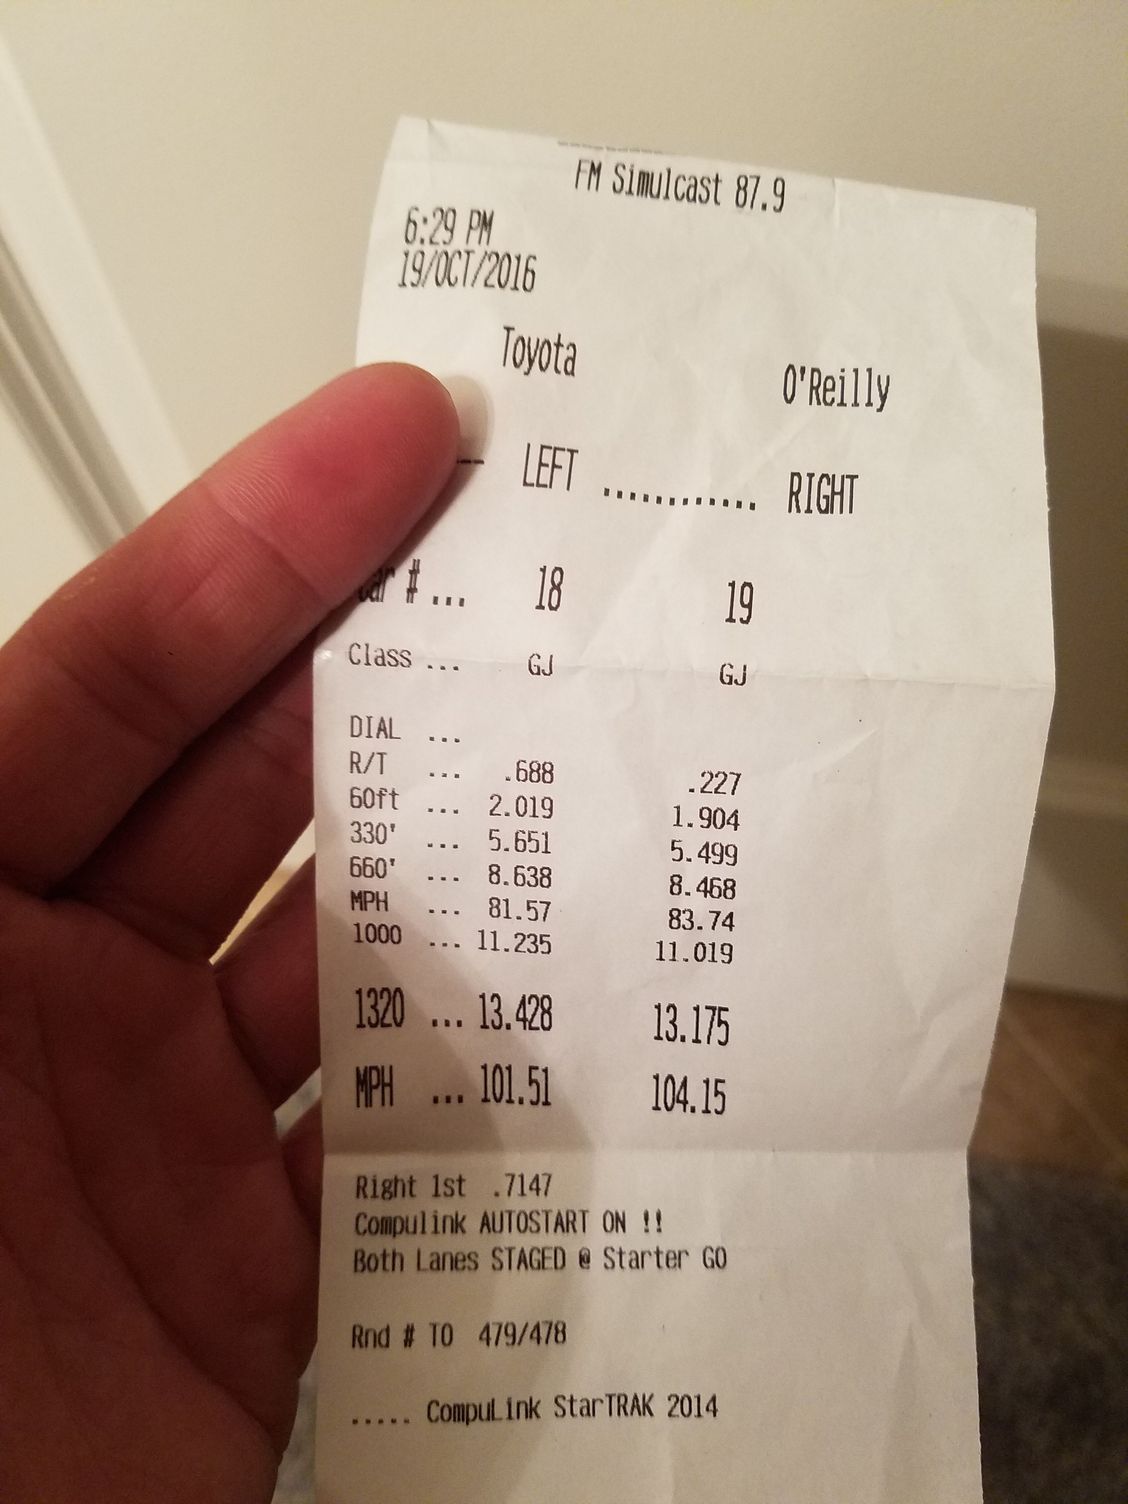 FM Simulcast 87.9
6:29 PM
19/OCT/2016
Toyota O'Reilly
-- LEFT ............ RIGHT
# ... 18 19
Class ... GJ GJ
DIAL ...
R/T ... .688 .227
60ft ... 2.019 1.904
330' ... 5.651 5.499
660' ... 8.638 8.468
MPH ... 81.57 83.74
1000 ... 11.235 11.019
1320 ... 13.428 13.175
MPH ... 101.51 104.15
Right 1st .7147
Compulink AUTOSTART ON !!
Both Lanes STAGED @ Starter GO
Rnd # TO 479/478
..... CompuLink StarTRAK 2014